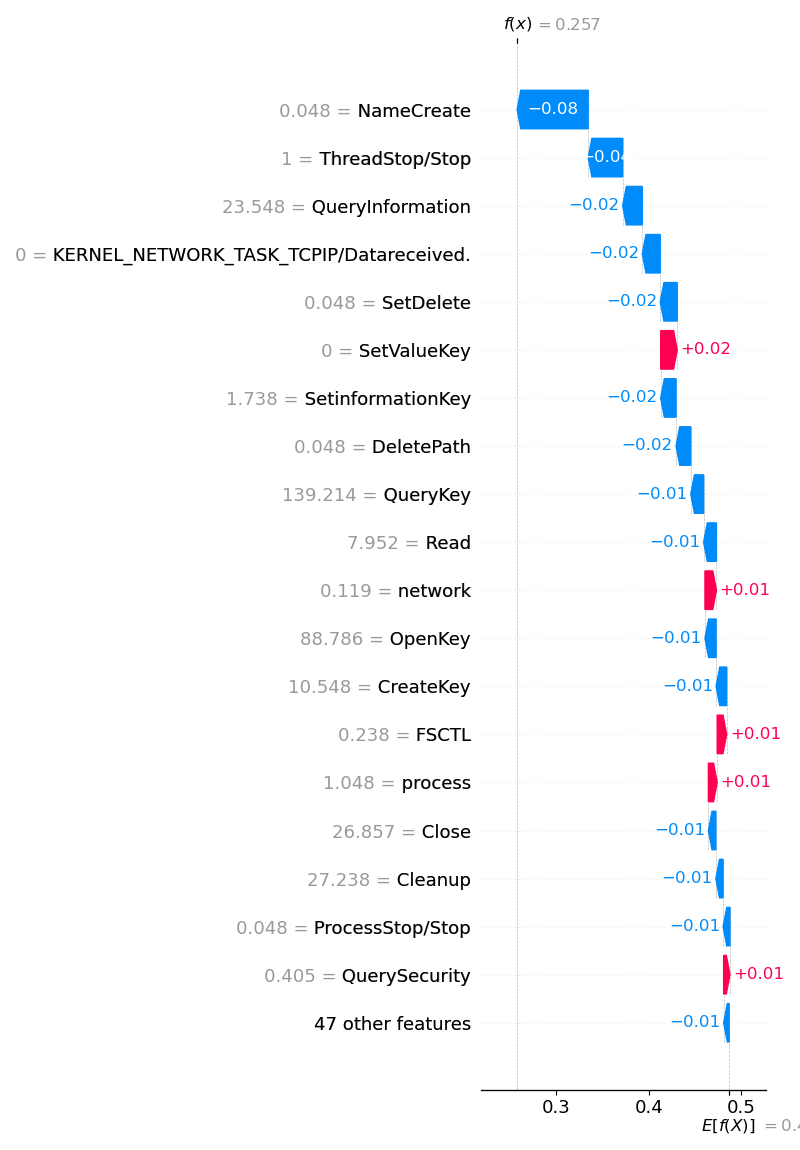 f(x) = 0.257
0.048 = NameCreate
−0.08
1 = ThreadStop/Stop
−0.04
23.548 = QueryInformation
−0.02
0 = KERNEL_NETWORK_TASK_TCPIP/Datareceived.
−0.02
0.048 = SetDelete
−0.02
0 = SetValueKey
+0.02
1.738 = SetinformationKey
−0.02
0.048 = DeletePath
−0.02
139.214 = QueryKey
−0.01
7.952 = Read
−0.01
0.119 = network
+0.01
88.786 = OpenKey
−0.01
10.548 = CreateKey
−0.01
0.238 = FSCTL
+0.01
1.048 = process
+0.01
26.857 = Close
−0.01
27.238 = Cleanup
−0.01
0.048 = ProcessStop/Stop
−0.01
0.405 = QuerySecurity
+0.01
47 other features
−0.01
0.3 0.4 0.5
E[f(X)] = 0.4